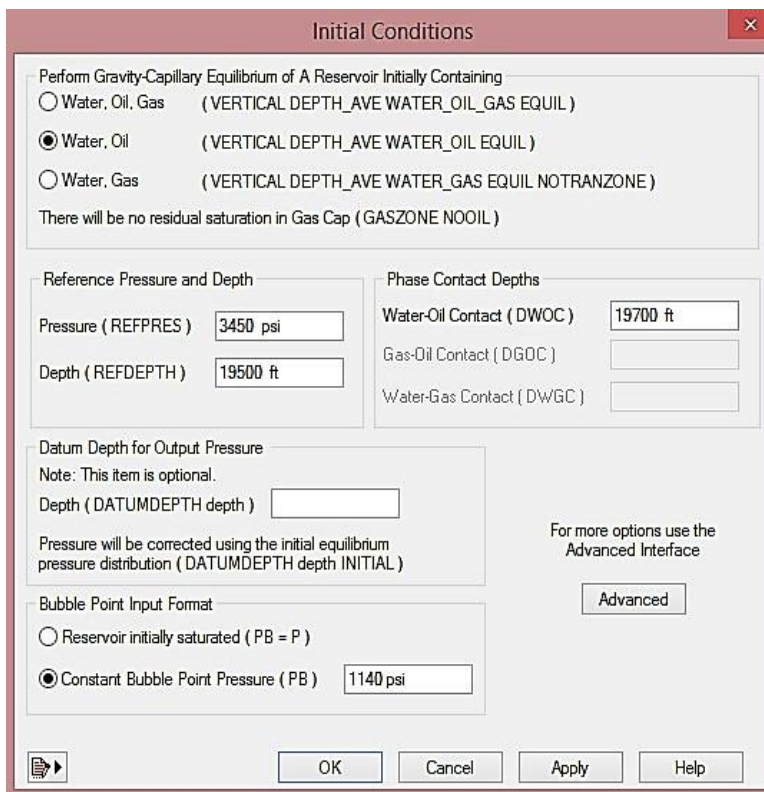 Initial Conditions
×
Perform Gravity-Capillary Equilibrium of A Reservoir Initially Containing
Water, Oil, Gas ( VERTICAL DEPTH_AVE WATER_OIL_GAS EQUIL )
Water, Oil ( VERTICAL DEPTH_AVE WATER_OIL EQUIL )
Water, Gas ( VERTICAL DEPTH_AVE WATER_GAS EQUIL NOTRANZONE )
There will be no residual saturation in Gas Cap ( GASZONE NOOIL )
Reference Pressure and Depth
Pressure ( REFPRES ) 3450 psi
Depth ( REFDEPTH ) 19500 ft
Phase Contact Depths
Water-Oil Contact ( DWOC ) 19700 ft
Gas-Oil Contact ( DGOC )
Water-Gas Contact ( DWGC )
Datum Depth for Output Pressure
Note: This item is optional.
Depth ( DATUMDEPTH depth )
Pressure will be corrected using the initial equilibrium
pressure distribution ( DATUMDEPTH depth INITIAL )
For more options use the
Advanced Interface
Advanced
Bubble Point Input Format
Reservoir initially saturated ( PB = P )
Constant Bubble Point Pressure ( PB ) 1140 psi
OK Cancel Apply Help